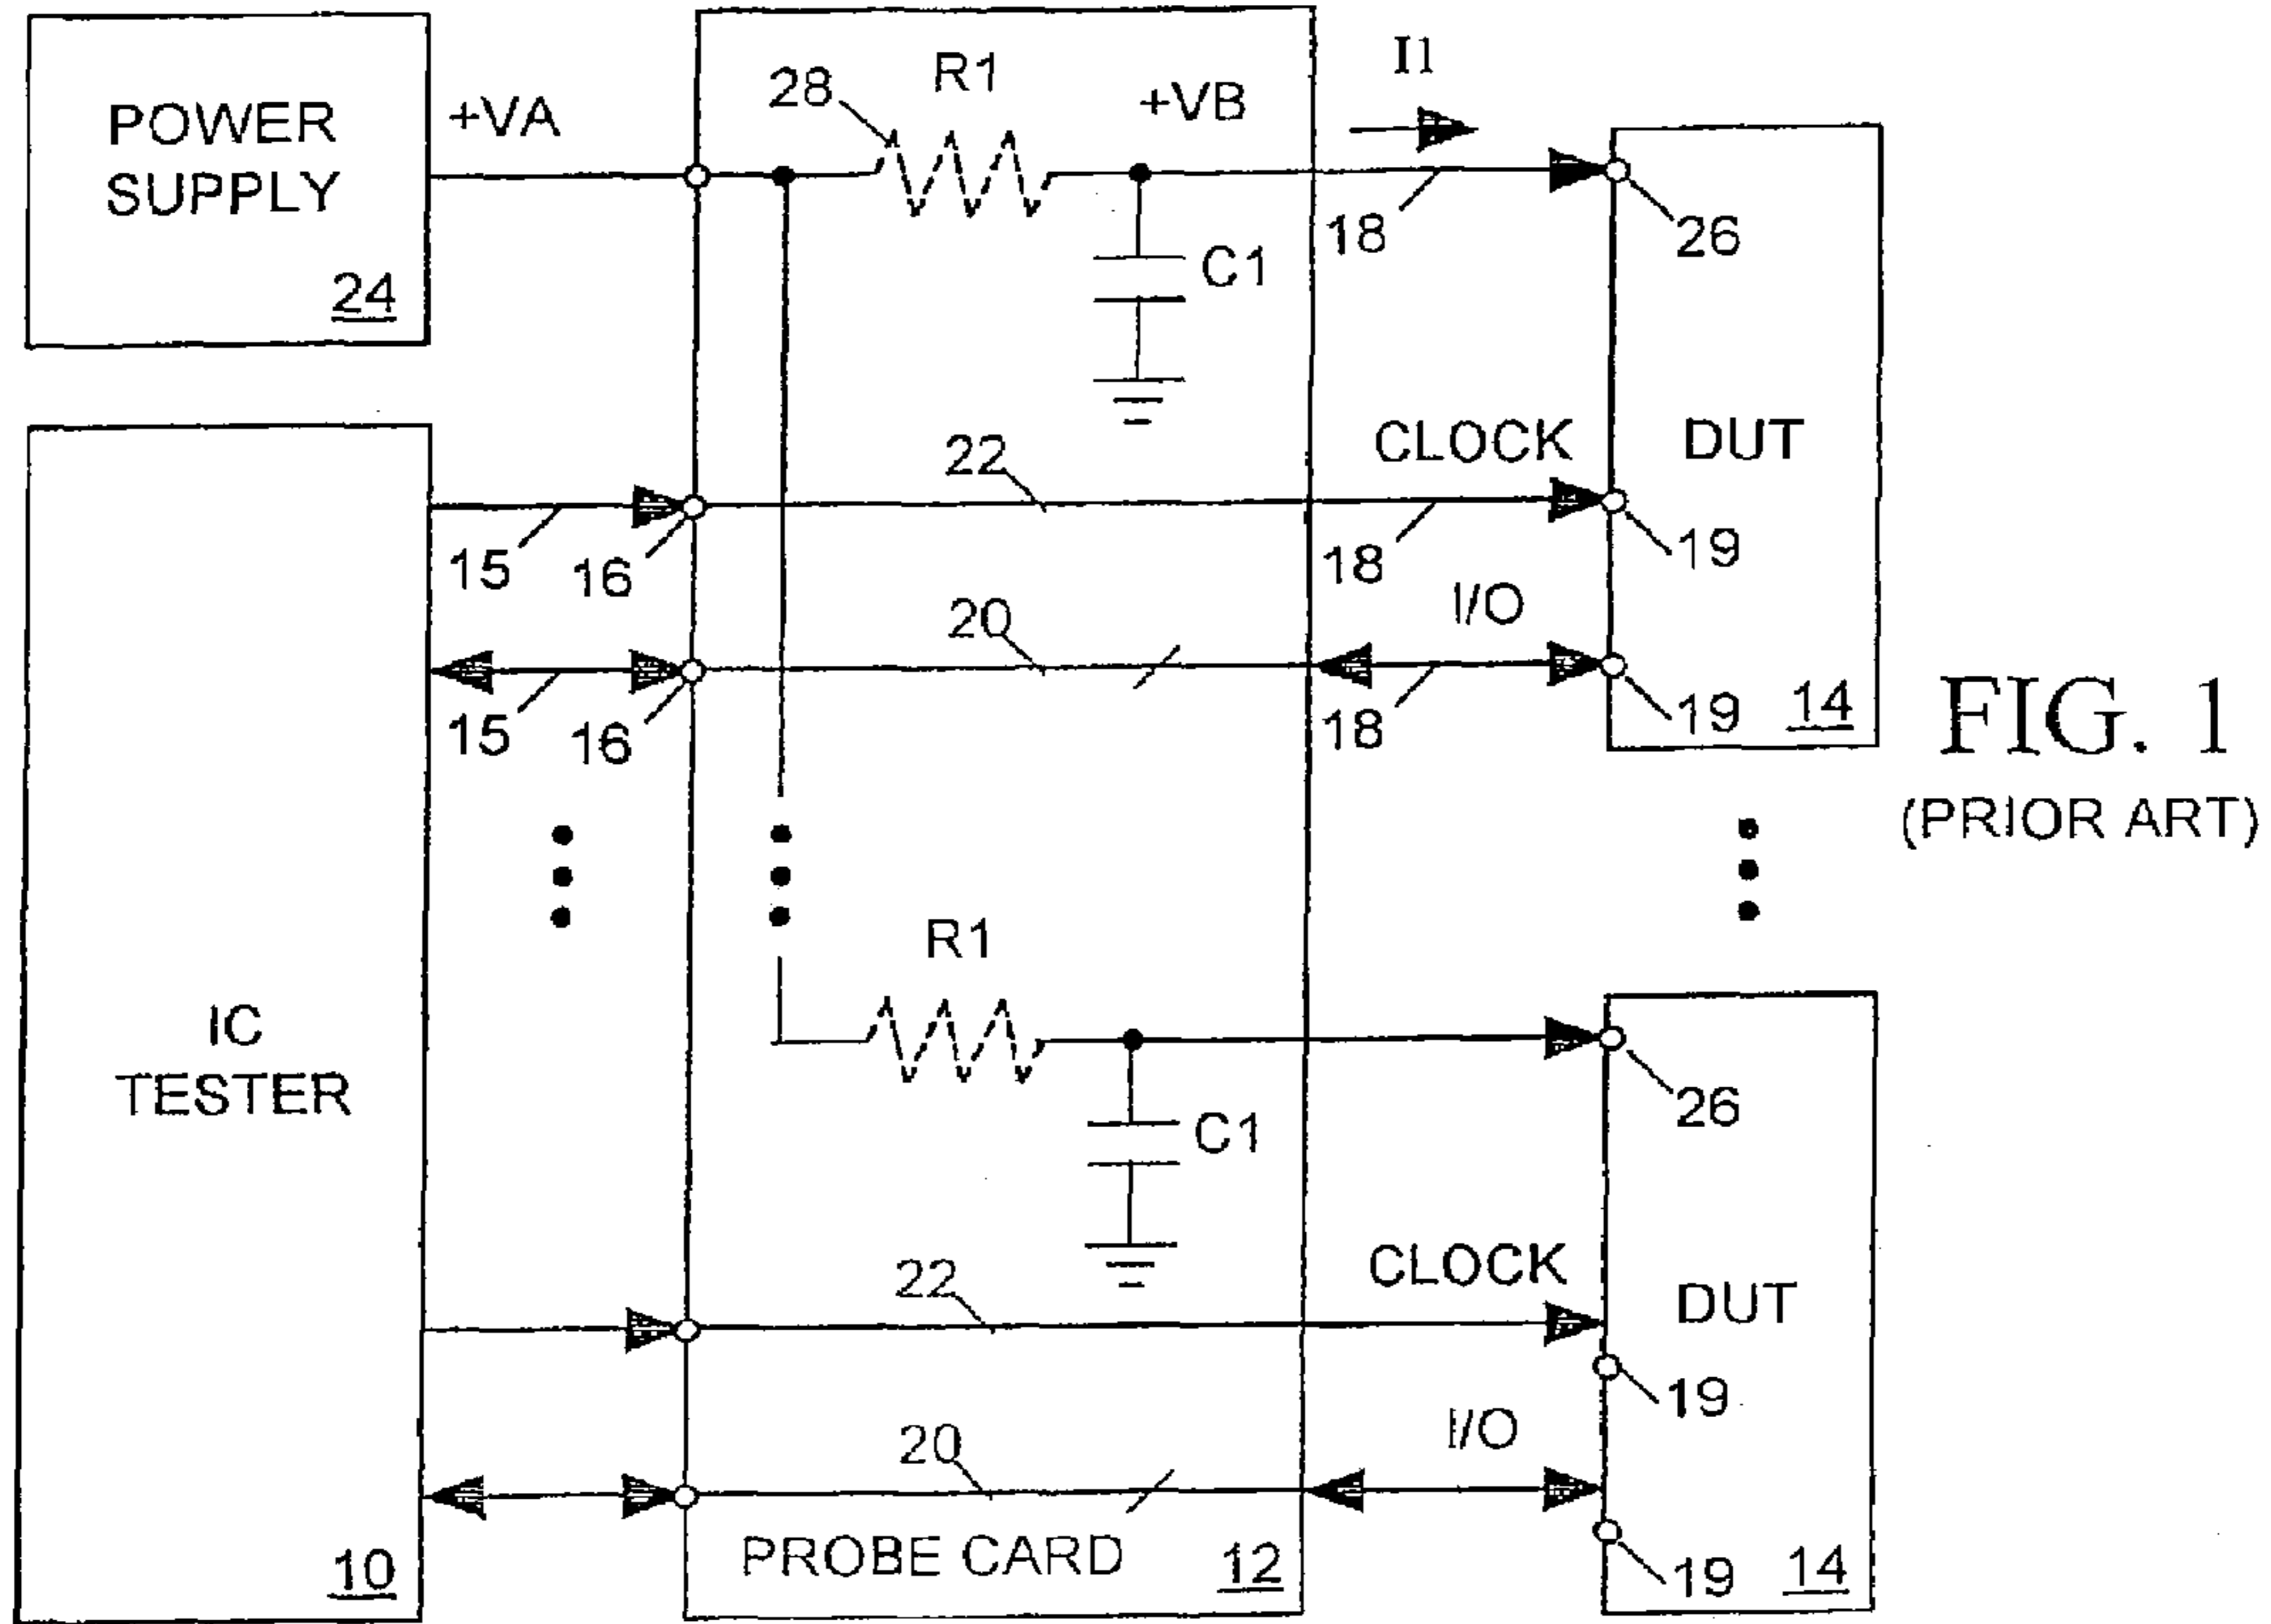 POWER
SUPPLY
24
+VA
28
R1
+VB
I1
C1
18
26
CLOCK
DUT
22
15
16
18
19
I/O
20
15
16
18
19
14
FIG. 1
(PRIOR ART)
IC
TESTER
10
R1
C1
26
CLOCK
DUT
22
19
I/O
20
PROBE CARD
12
19
14